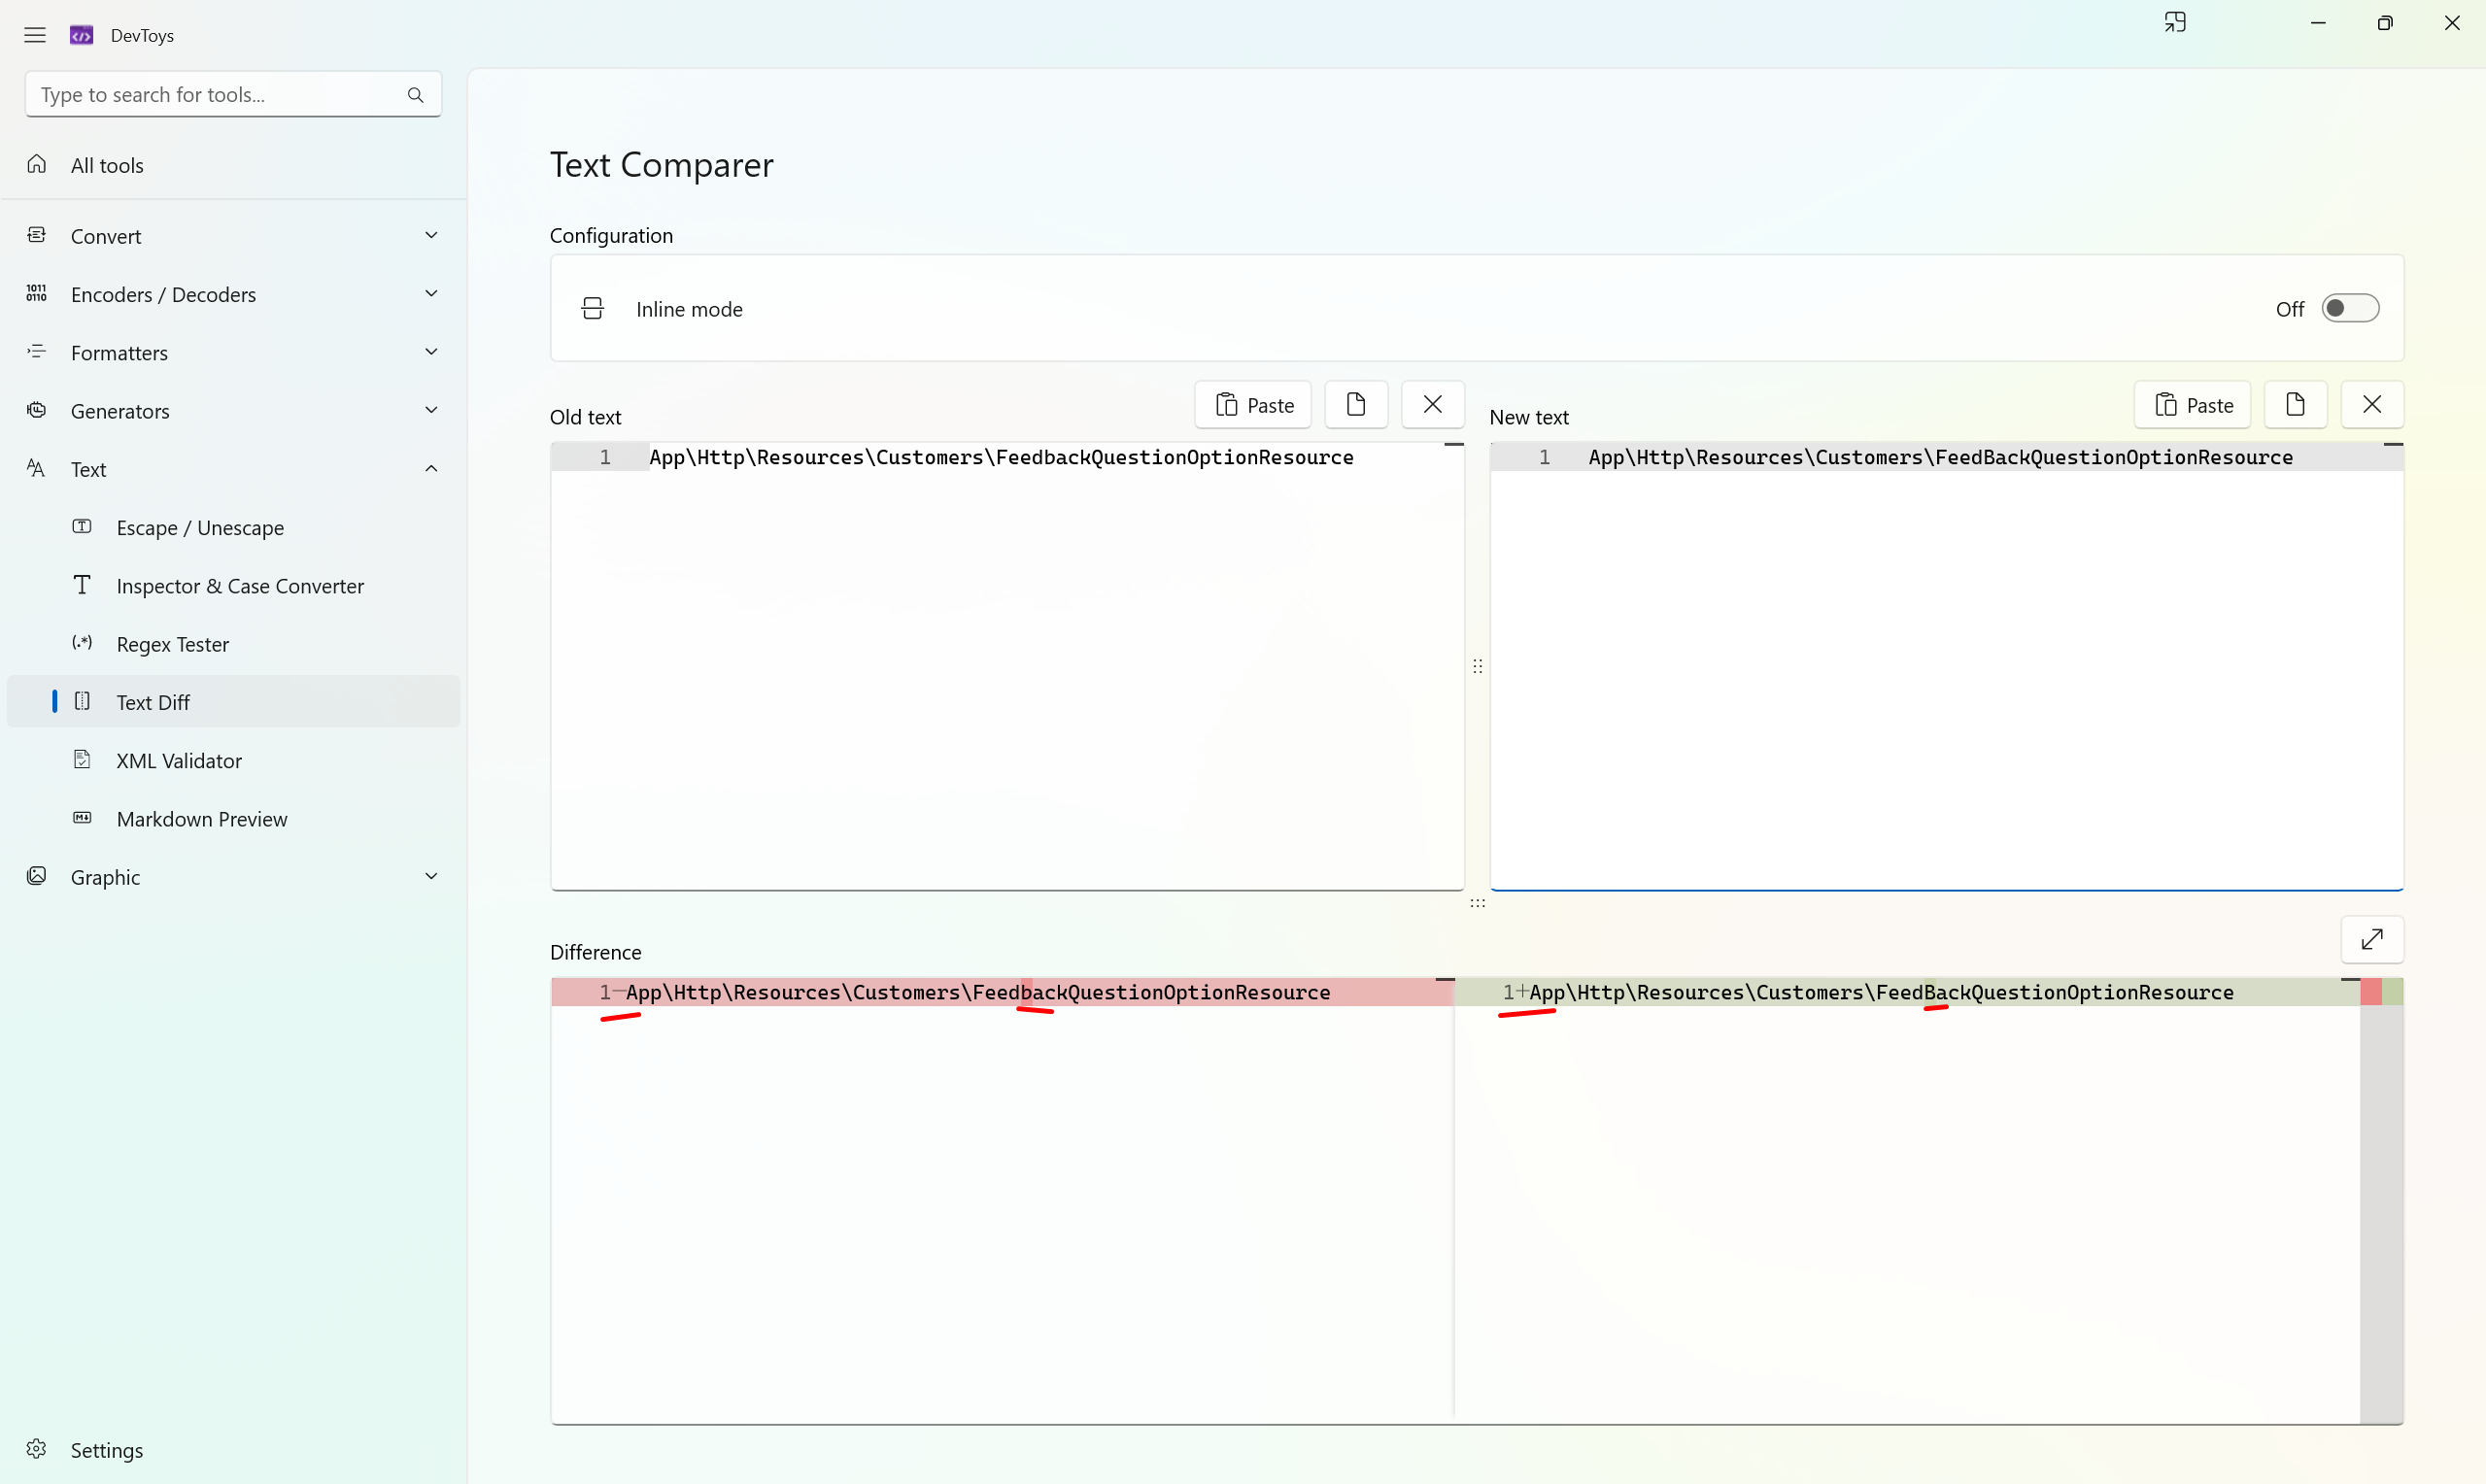 DevToys
Type to search for tools...
All tools
Convert
Encoders / Decoders
Formatters
Generators
Text
Escape / Unescape
Inspector & Case Converter
Regex Tester
Text Diff
XML Validator
Markdown Preview
Graphic
Settings
Text Comparer
Configuration
Inline mode
Off
Old text
Paste
1 App\Http\Resources\Customers\FeedbackQuestionOptionResource
New text
Paste
1 App\Http\Resources\Customers\FeedBackQuestionOptionResource
Difference
1−App\Http\Resources\Customers\FeedbackQuestionOptionResource
1+App\Http\Resources\Customers\FeedBackQuestionOptionResource